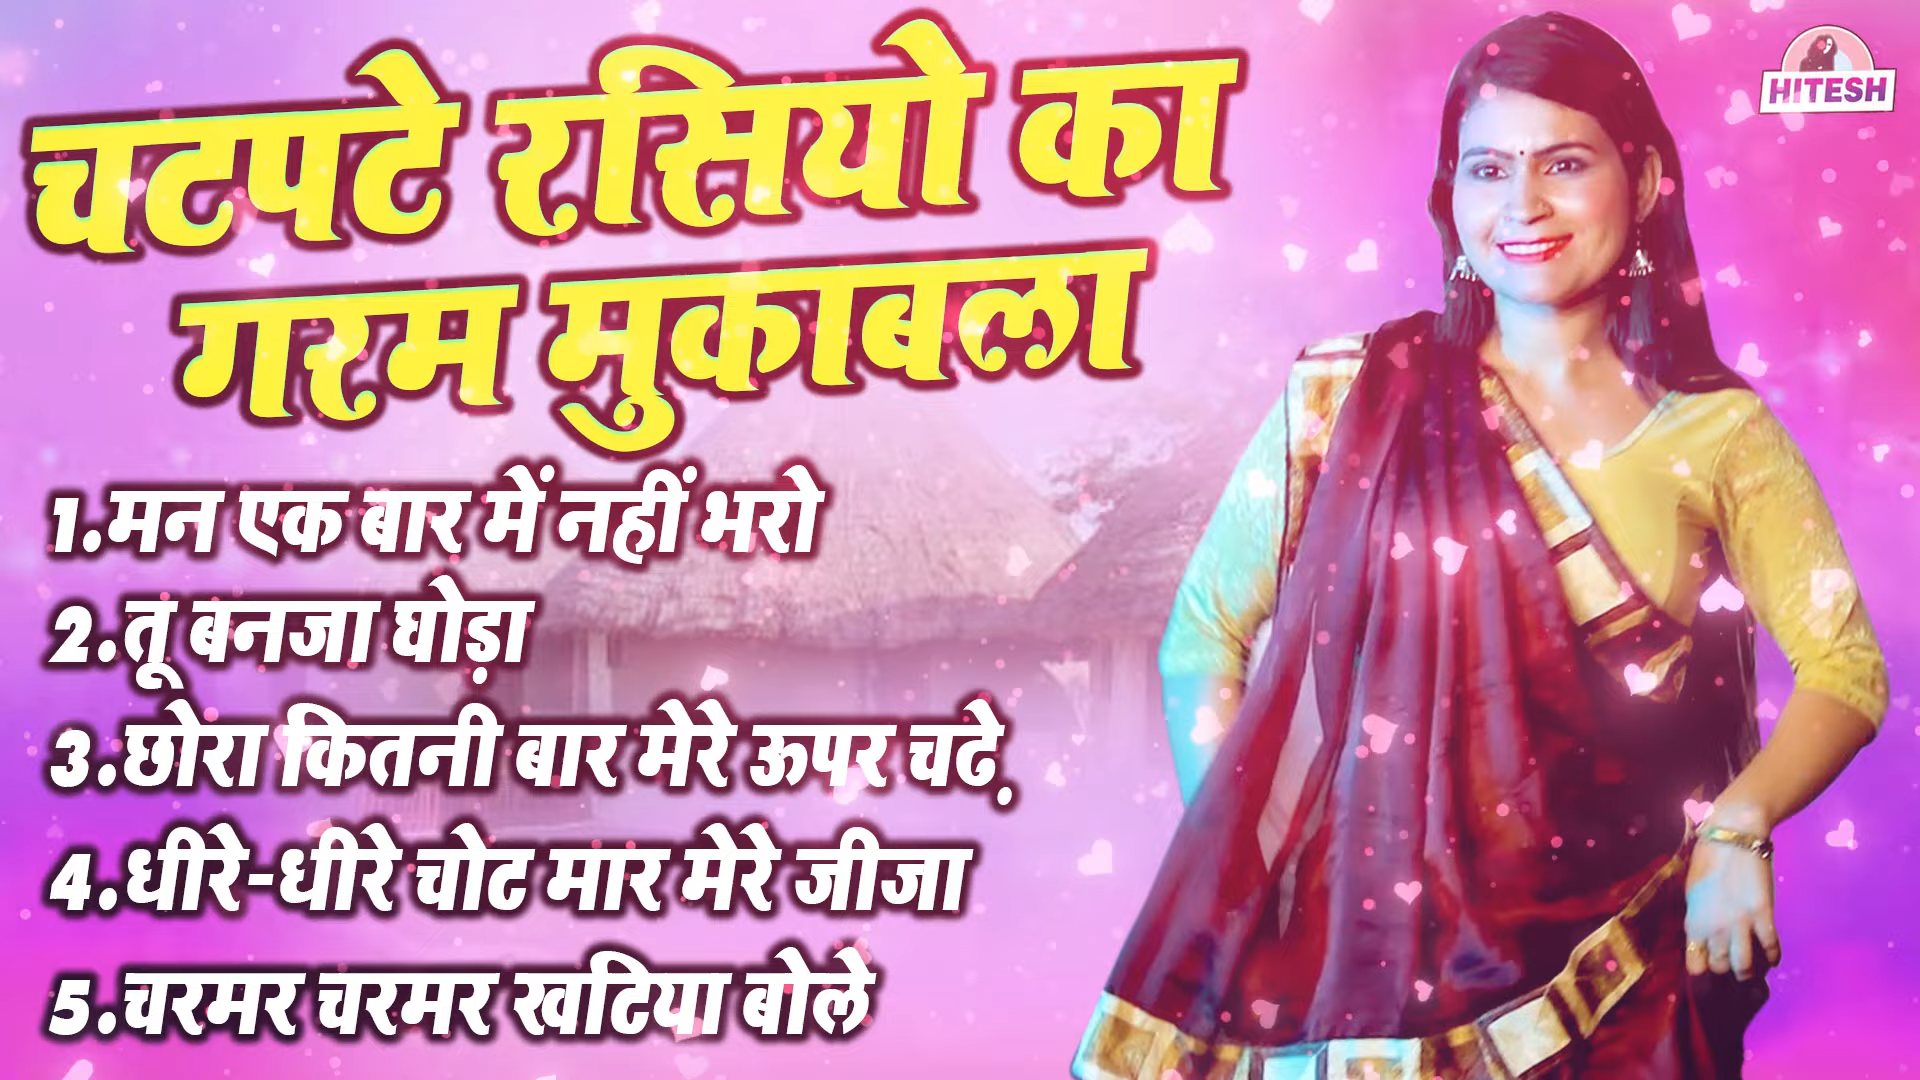 चटपटे रसियो का
गरम मुकाबला
HITESH
1.मन एक बार में नहीं भरो
2.तू बनजा घोड़ा
3.छोरा कितनी बार मेरे ऊपर चढे़
4.धीरे-धीरे चोट मार मेरे जीजा
5.चरमर चरमर खटिया बोले